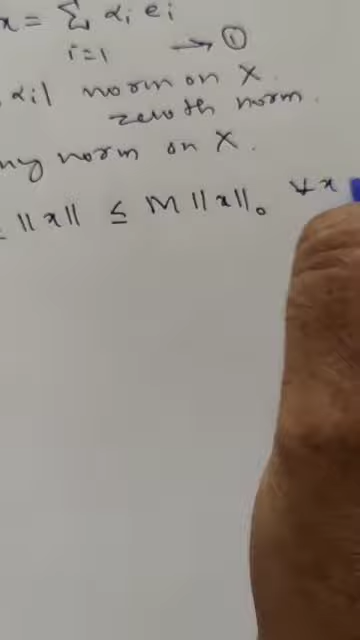 x = Σ αᵢ eᵢ
i=1 → ①
αᵢ| norm on X.
zeroth norm.
ny norm on X.
||x|| ≤ M ||x||₀ ∀ x